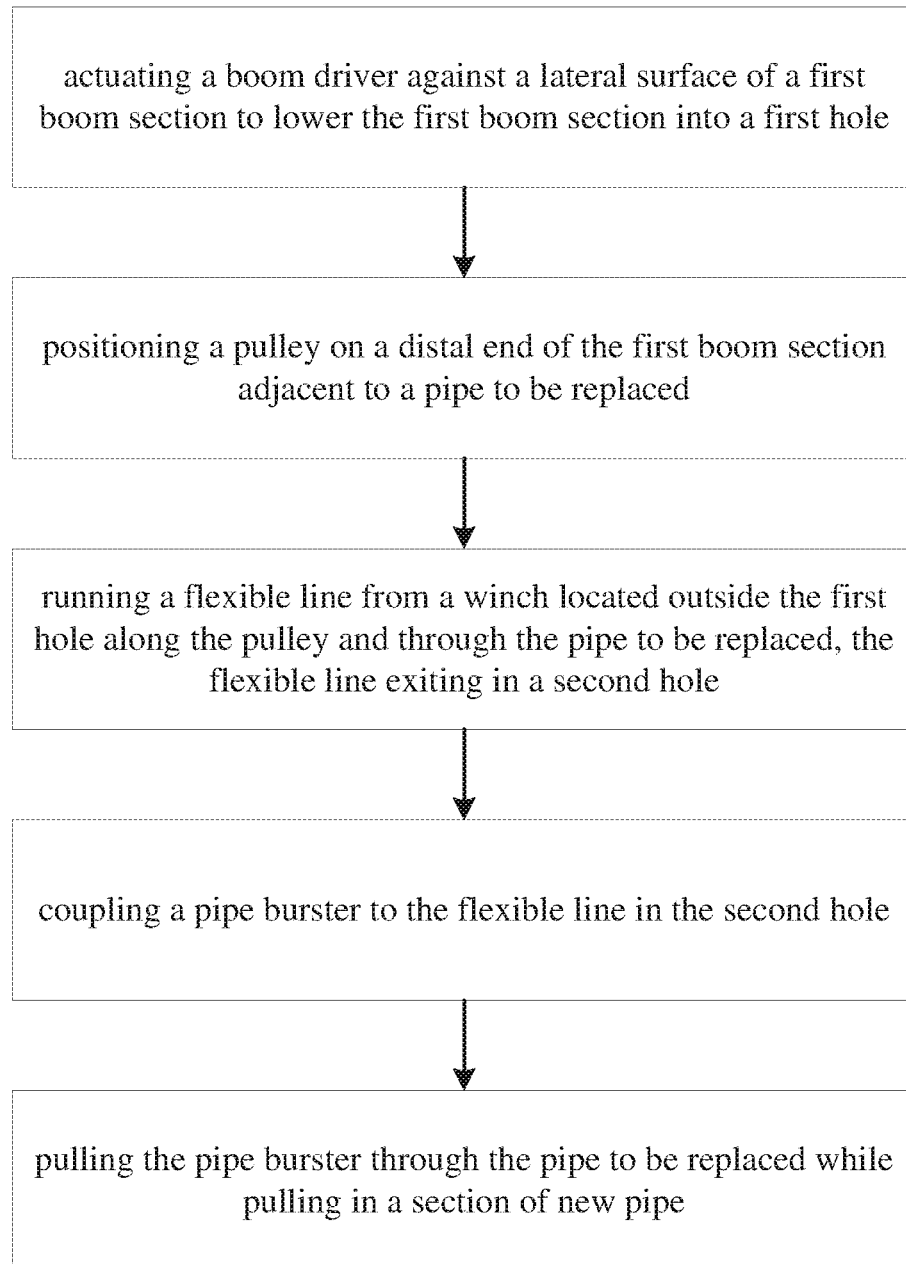 actuating a boom driver against a lateral surface of a first
boom section to lower the first boom section into a first hole
positioning a pulley on a distal end of the first boom section
adjacent to a pipe to be replaced
running a flexible line from a winch located outside the first
hole along the pulley and through the pipe to be replaced, the
flexible line exiting in a second hole
coupling a pipe burster to the flexible line in the second hole
pulling the pipe burster through the pipe to be replaced while
pulling in a section of new pipe